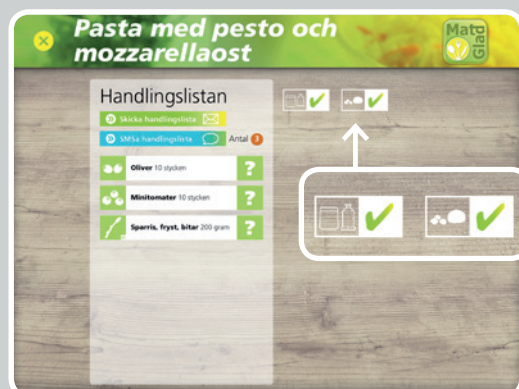 Pasta med pesto och
mozzarellaost
Mat d
Glad
Handlingslistan
Skicka handlingslista
SMSa handlingslista Antal 3
Oliver 10 stycken ?
Minitomater 10 stycken ?
Sparris, fryst, bitar 200 gram ?